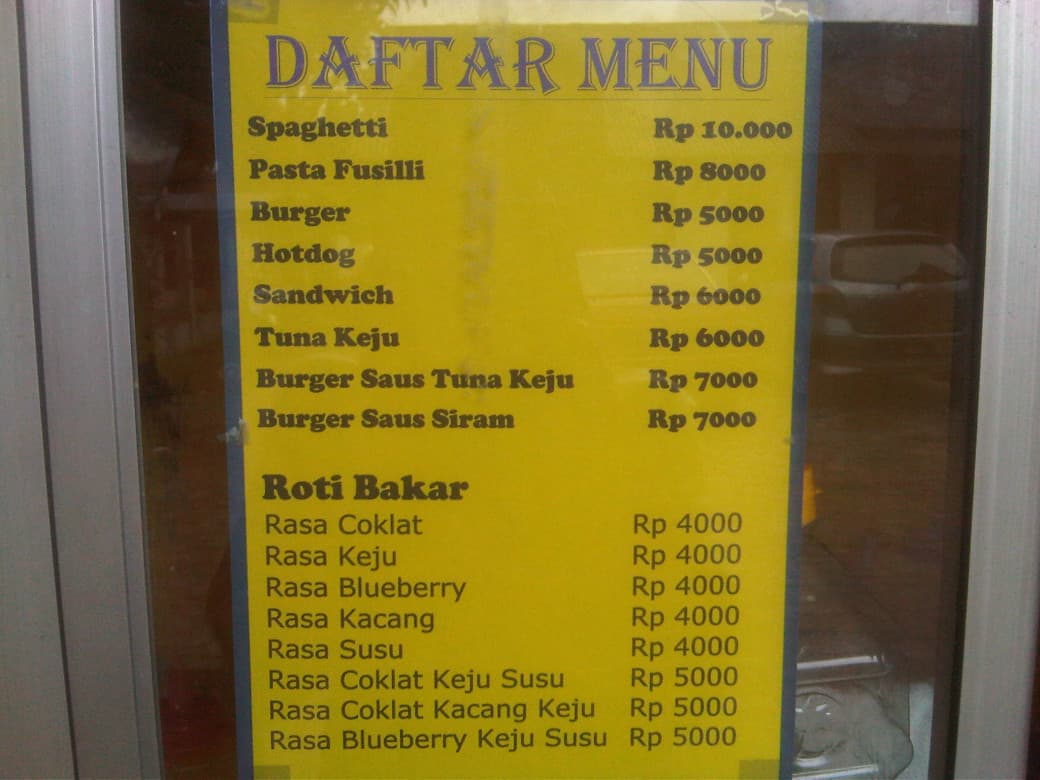 DAFTAR MENU
Spaghetti Rp 10.000
Pasta Fusilli Rp 8000
Burger Rp 5000
Hotdog Rp 5000
Sandwich Rp 6000
Tuna Keju Rp 6000
Burger Saus Tuna Keju Rp 7000
Burger Saus Siram Rp 7000
Roti Bakar
Rasa Coklat Rp 4000
Rasa Keju Rp 4000
Rasa Blueberry Rp 4000
Rasa Kacang Rp 4000
Rasa Susu Rp 4000
Rasa Coklat Keju Susu Rp 5000
Rasa Coklat Kacang Keju Rp 5000
Rasa Blueberry Keju Susu Rp 5000